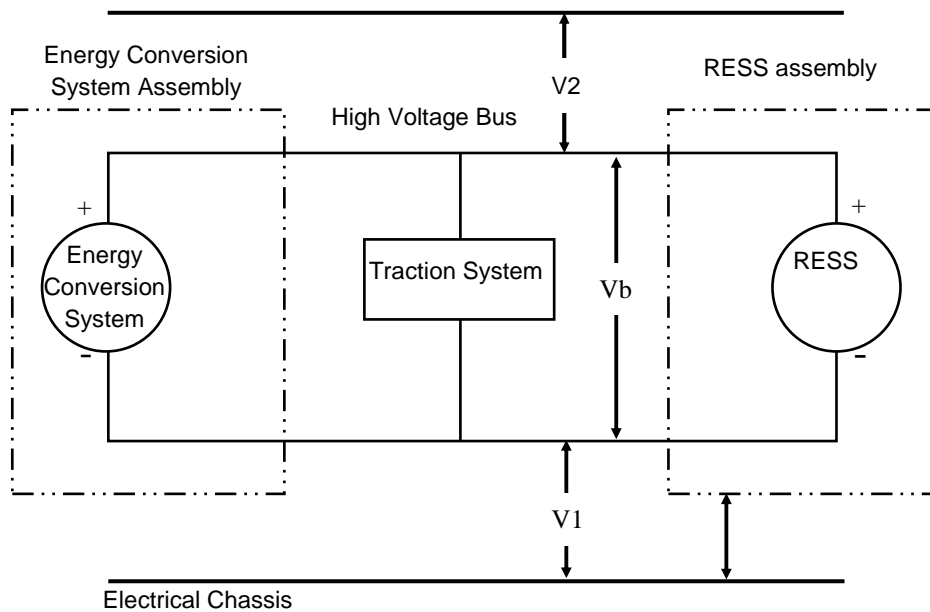 Energy Conversion
System Assembly
V2
RESS assembly
High Voltage Bus
+
+
Energy
Conversion
System
Traction System
Vb
RESS
-
-
V1
Electrical Chassis